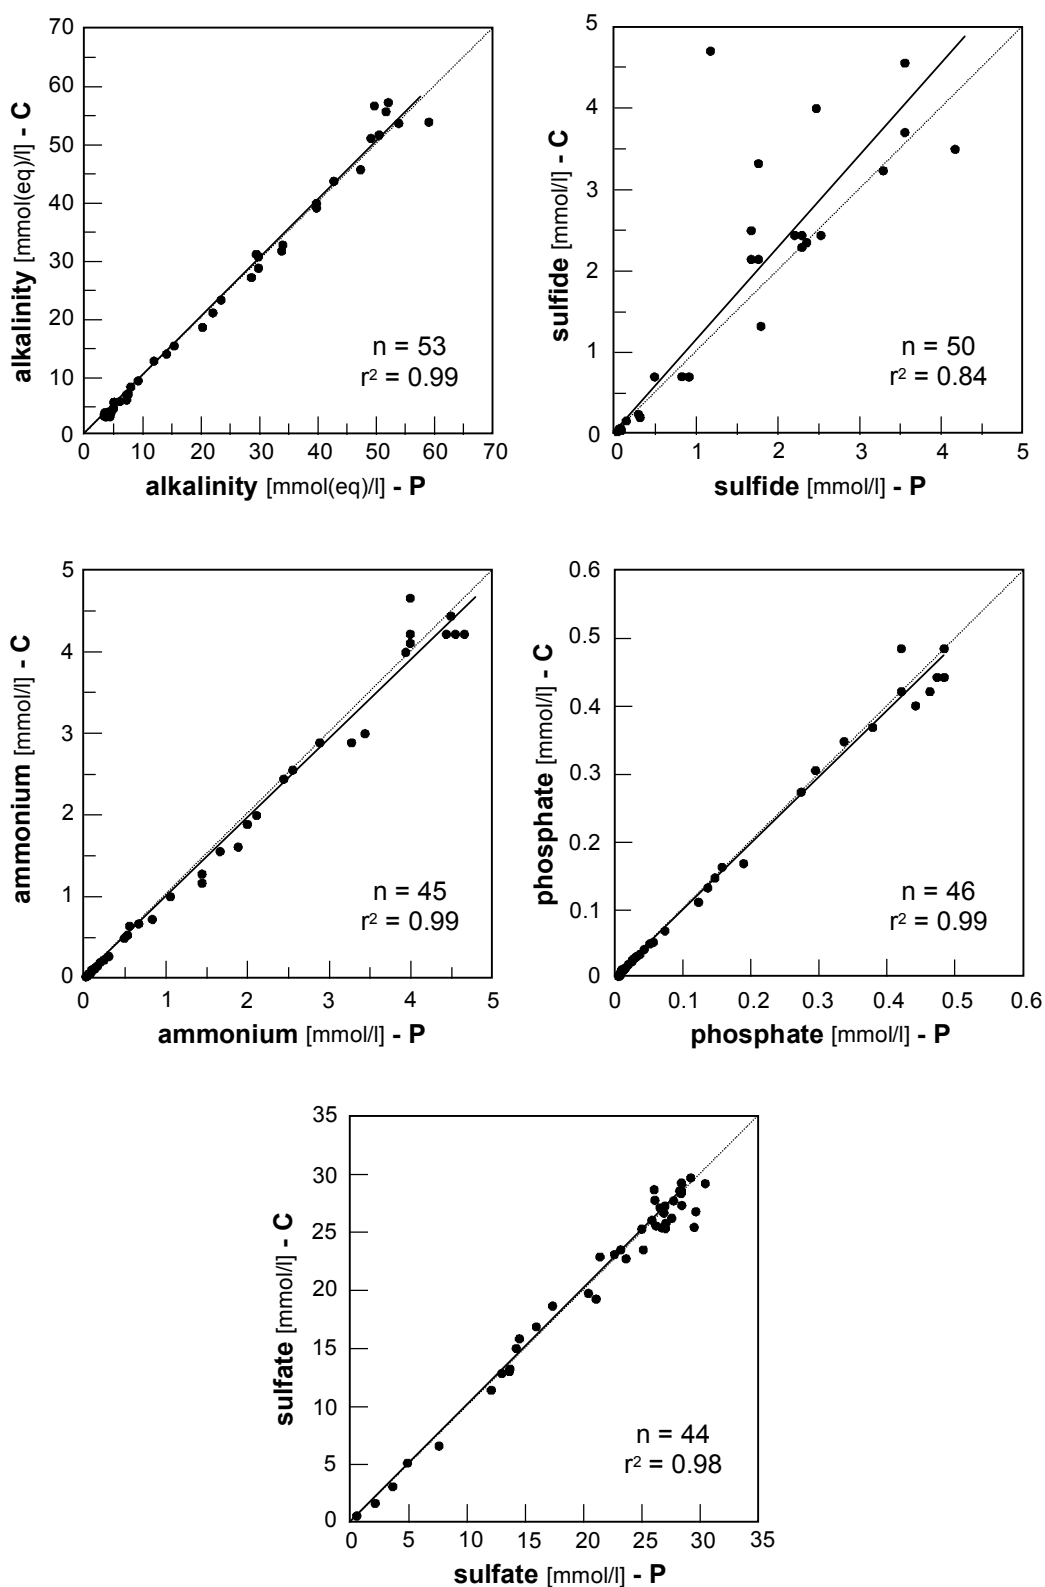 70
60
50
40
30
20
10
0
alkalinity [mmol(eq)/l] - C
n = 53
r² = 0.99
0 10 20 30 40 50 60 70
alkalinity [mmol(eq)/l] - P
5
4
3
2
1
0
sulfide [mmol/l] - C
n = 50
r² = 0.84
0 1 2 3 4 5
sulfide [mmol/l] - P
5
4
3
2
1
0
ammonium [mmol/l] - C
n = 45
r² = 0.99
0 1 2 3 4 5
ammonium [mmol/l] - P
0.6
0.5
0.4
0.3
0.2
0.1
0
phosphate [mmol/l] - C
n = 46
r² = 0.99
0 0.1 0.2 0.3 0.4 0.5 0.6
phosphate [mmol/l] - P
35
30
25
20
15
10
5
0
sulfate [mmol/l] - C
n = 44
r² = 0.98
0 5 10 15 20 25 30 35
sulfate [mmol/l] - P